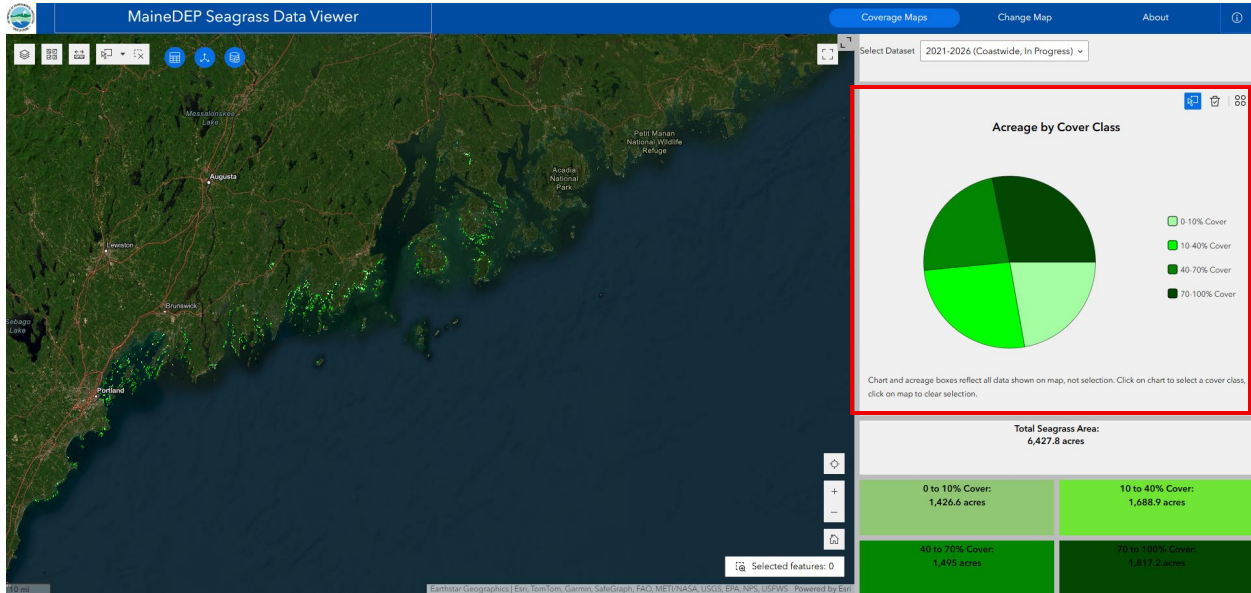 MaineDEP Seagrass Data Viewer
Coverage Maps
Change Map
About
Select Dataset
2021-2026 (Coastwide, In Progress)
Messalonskee
Lake
Petit Manan
National Wildlife
Refuge
Acadia
National
Park
Augusta
Lewiston
Brunswick
Sebago
Lake
Portland
Acreage by Cover Class
0-10% Cover
10-40% Cover
40-70% Cover
70-100% Cover
Chart and acreage boxes reflect all data shown on map, not selection. Click on chart to select a cover class,
click on map to clear selection.
Total Seagrass Area:
6,427.8 acres
0 to 10% Cover:
1,426.6 acres
10 to 40% Cover:
1,688.9 acres
40 to 70% Cover:
1,495 acres
70 to 100% Cover:
1,817.2 acres
Selected features: 0
10 mi
Earthstar Geographics | Esri, TomTom, Garmin, SafeGraph, FAO, METI/NASA, USGS, EPA, NPS, USFWS
Powered by Esri